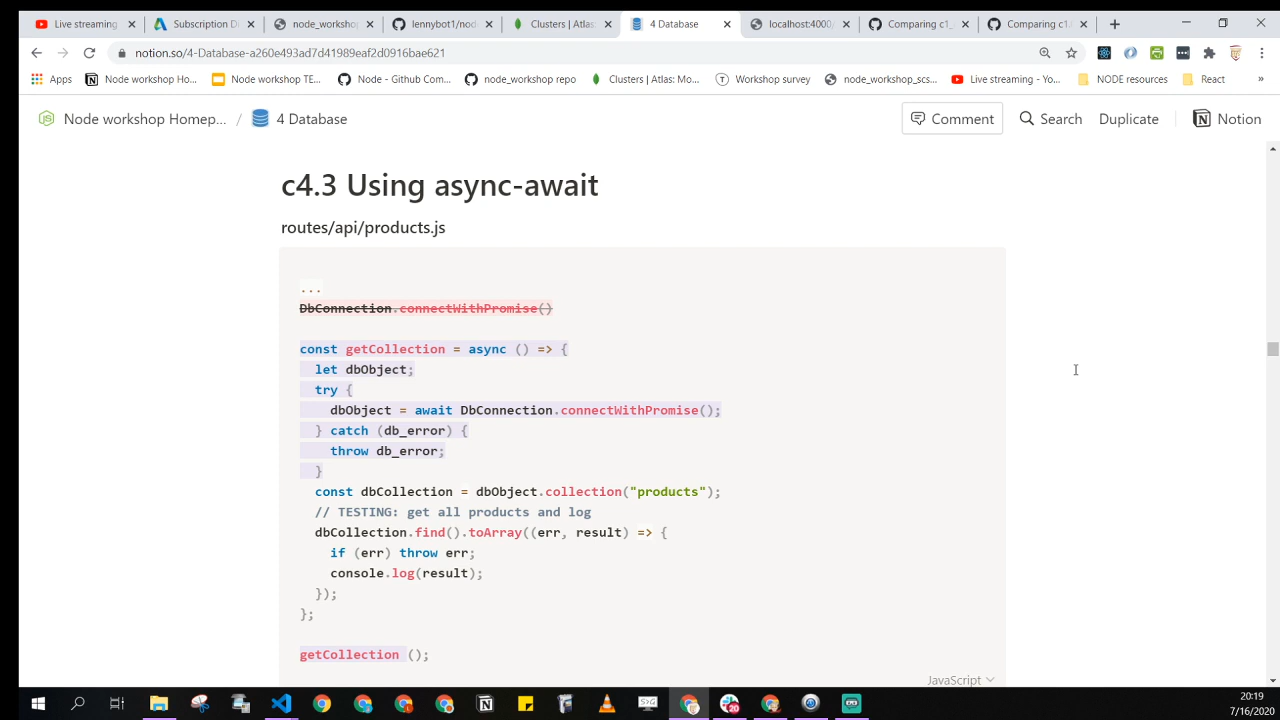 Live streaming
Subscription Di
node_worksho
lennybot1/node
Clusters | Atlas:
4 Database
localhost:4000/
Comparing c1_
Comparing c1.
notion.so/4-Database-a260e493ad7d41989eaf2d0916bae621
Apps
Node workshop Ho...
Node workshop TE...
Node - Github Com...
node_workshop repo
Clusters | Atlas: Mo...
Workshop survey
node_workshop_scs...
Live streaming - Yo...
NODE resources
React
»
Node workshop Homep... / 4 Database
Comment
Search
Duplicate
Notion
c4.3 Using async-await
routes/api/products.js
...
DbConnection.connectWithPromise()
const getCollection = async () => {
let dbObject;
try {
dbObject = await DbConnection.connectWithPromise();
} catch (db_error) {
throw db_error;
}
const dbCollection = dbObject.collection("products");
// TESTING: get all products and log
dbCollection.find().toArray((err, result) => {
if (err) throw err;
console.log(result);
});
};
getCollection ();
JavaScript
20:19
7/16/2020